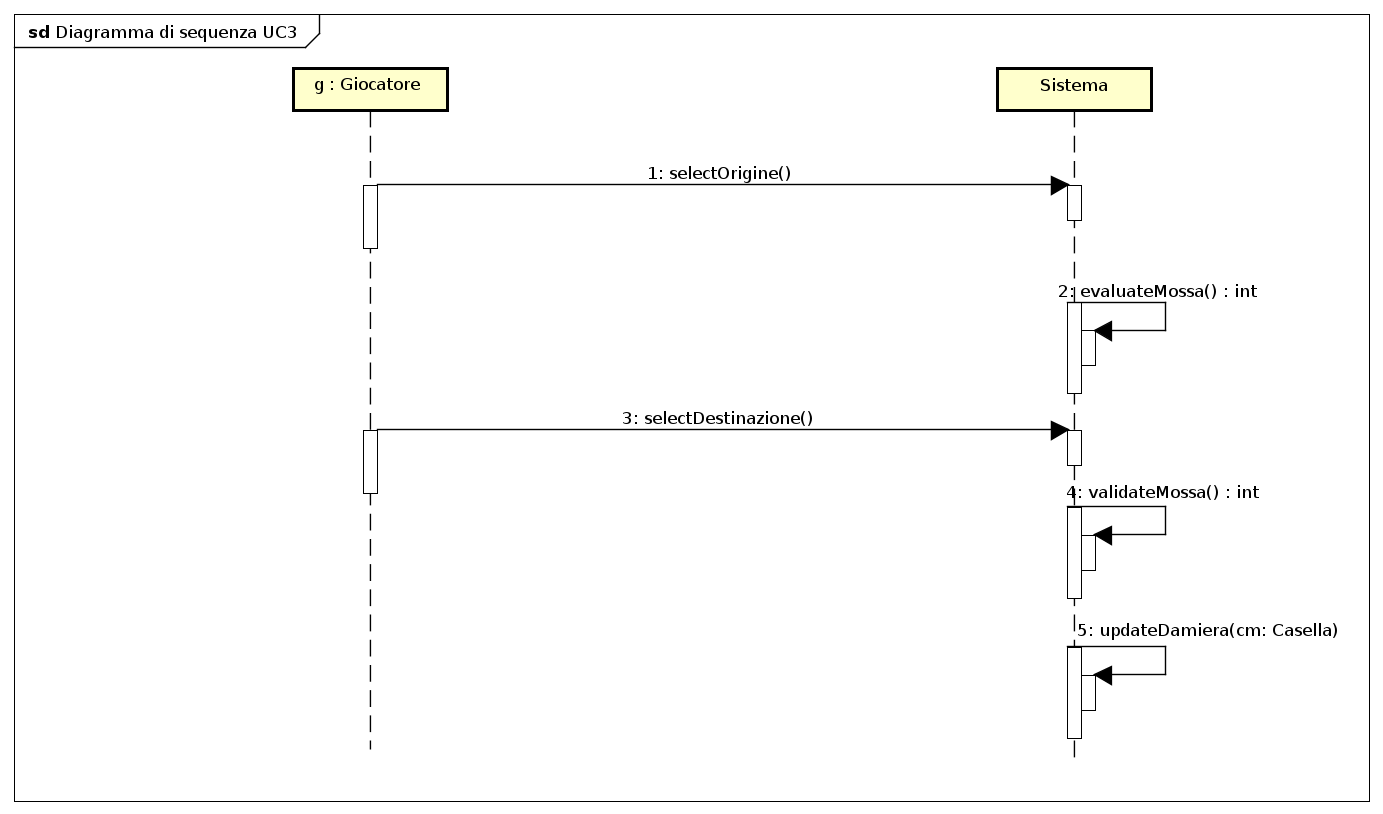 sd Diagramma di sequenza UC3
g : Giocatore
Sistema
1: selectOrigine()
2: evaluateMossa() : int
3: selectDestinazione()
4: validateMossa() : int
5: updateDamiera(cm: Casella)